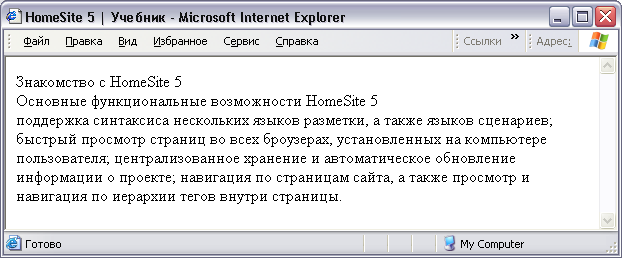 HomeSite 5 | Учебник - Microsoft Internet Explorer
Файл Правка Вид Избранное Сервис Справка Ссылки » Адрес:
Знакомство с HomeSite 5
Основные функциональные возможности HomeSite 5
поддержка синтаксиса нескольких языков разметки, а также языков сценариев;
быстрый просмотр страниц во всех броузерах, установленных на компьютере
пользователя; централизованное хранение и автоматическое обновление
информации о проекте; навигация по страницам сайта, а также просмотр и
навигация по иерархии тегов внутри страницы.
Готово My Computer